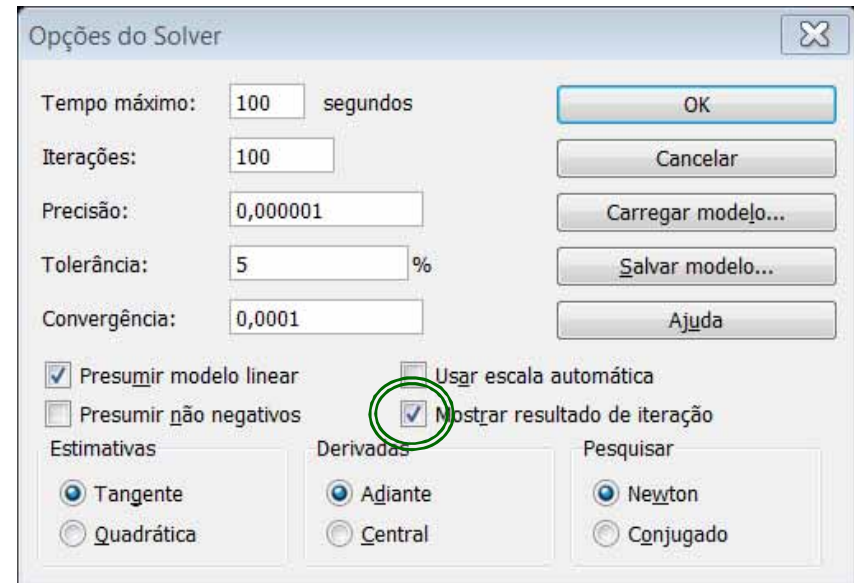 Opções do Solver
Tempo máximo: 100 segundos OK
Iterações: 100 Cancelar
Precisão: 0,000001 Carregar modelo...
Tolerância: 5 % Salvar modelo...
Convergência: 0,0001 Ajuda
Presumir modelo linear Usar escala automática
Presumir não negativos Mostrar resultado de iteração
Estimativas Derivadas Pesquisar
Tangente Adiante Newton
Quadrática Central Conjugado